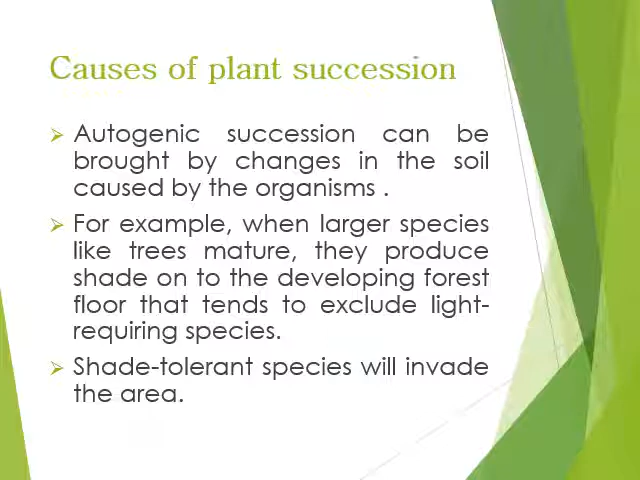 Causes of plant succession
➢ Autogenic succession can be
brought by changes in the soil
caused by the organisms .
➢ For example, when larger species
like trees mature, they produce
shade on to the developing forest
floor that tends to exclude light-
requiring species.
➢ Shade-tolerant species will invade
the area.